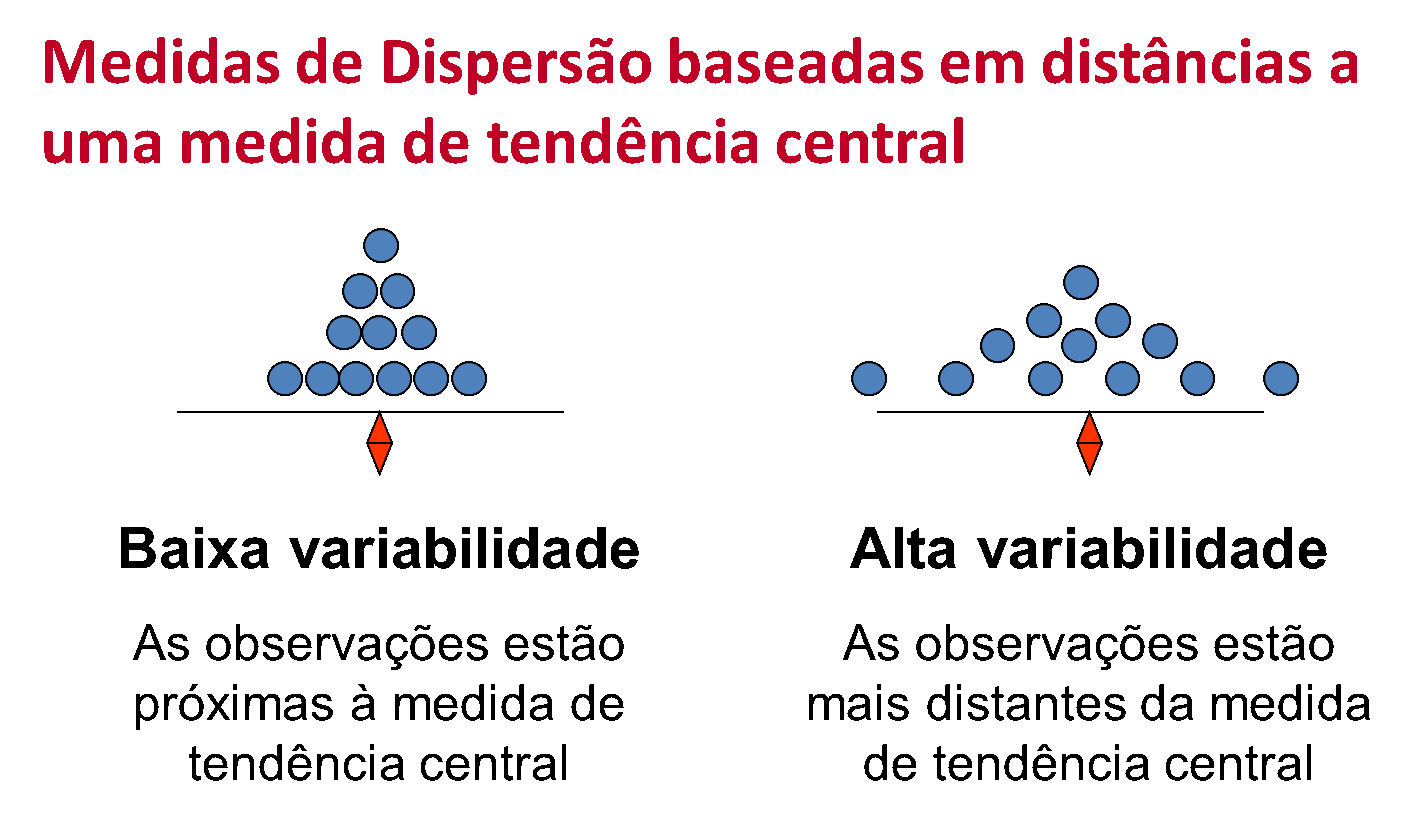 Medidas de Dispersão baseadas em distâncias a
uma medida de tendência central
Baixa variabilidade
As observações estão
próximas à medida de
tendência central
Alta variabilidade
As observações estão
mais distantes da medida
de tendência central